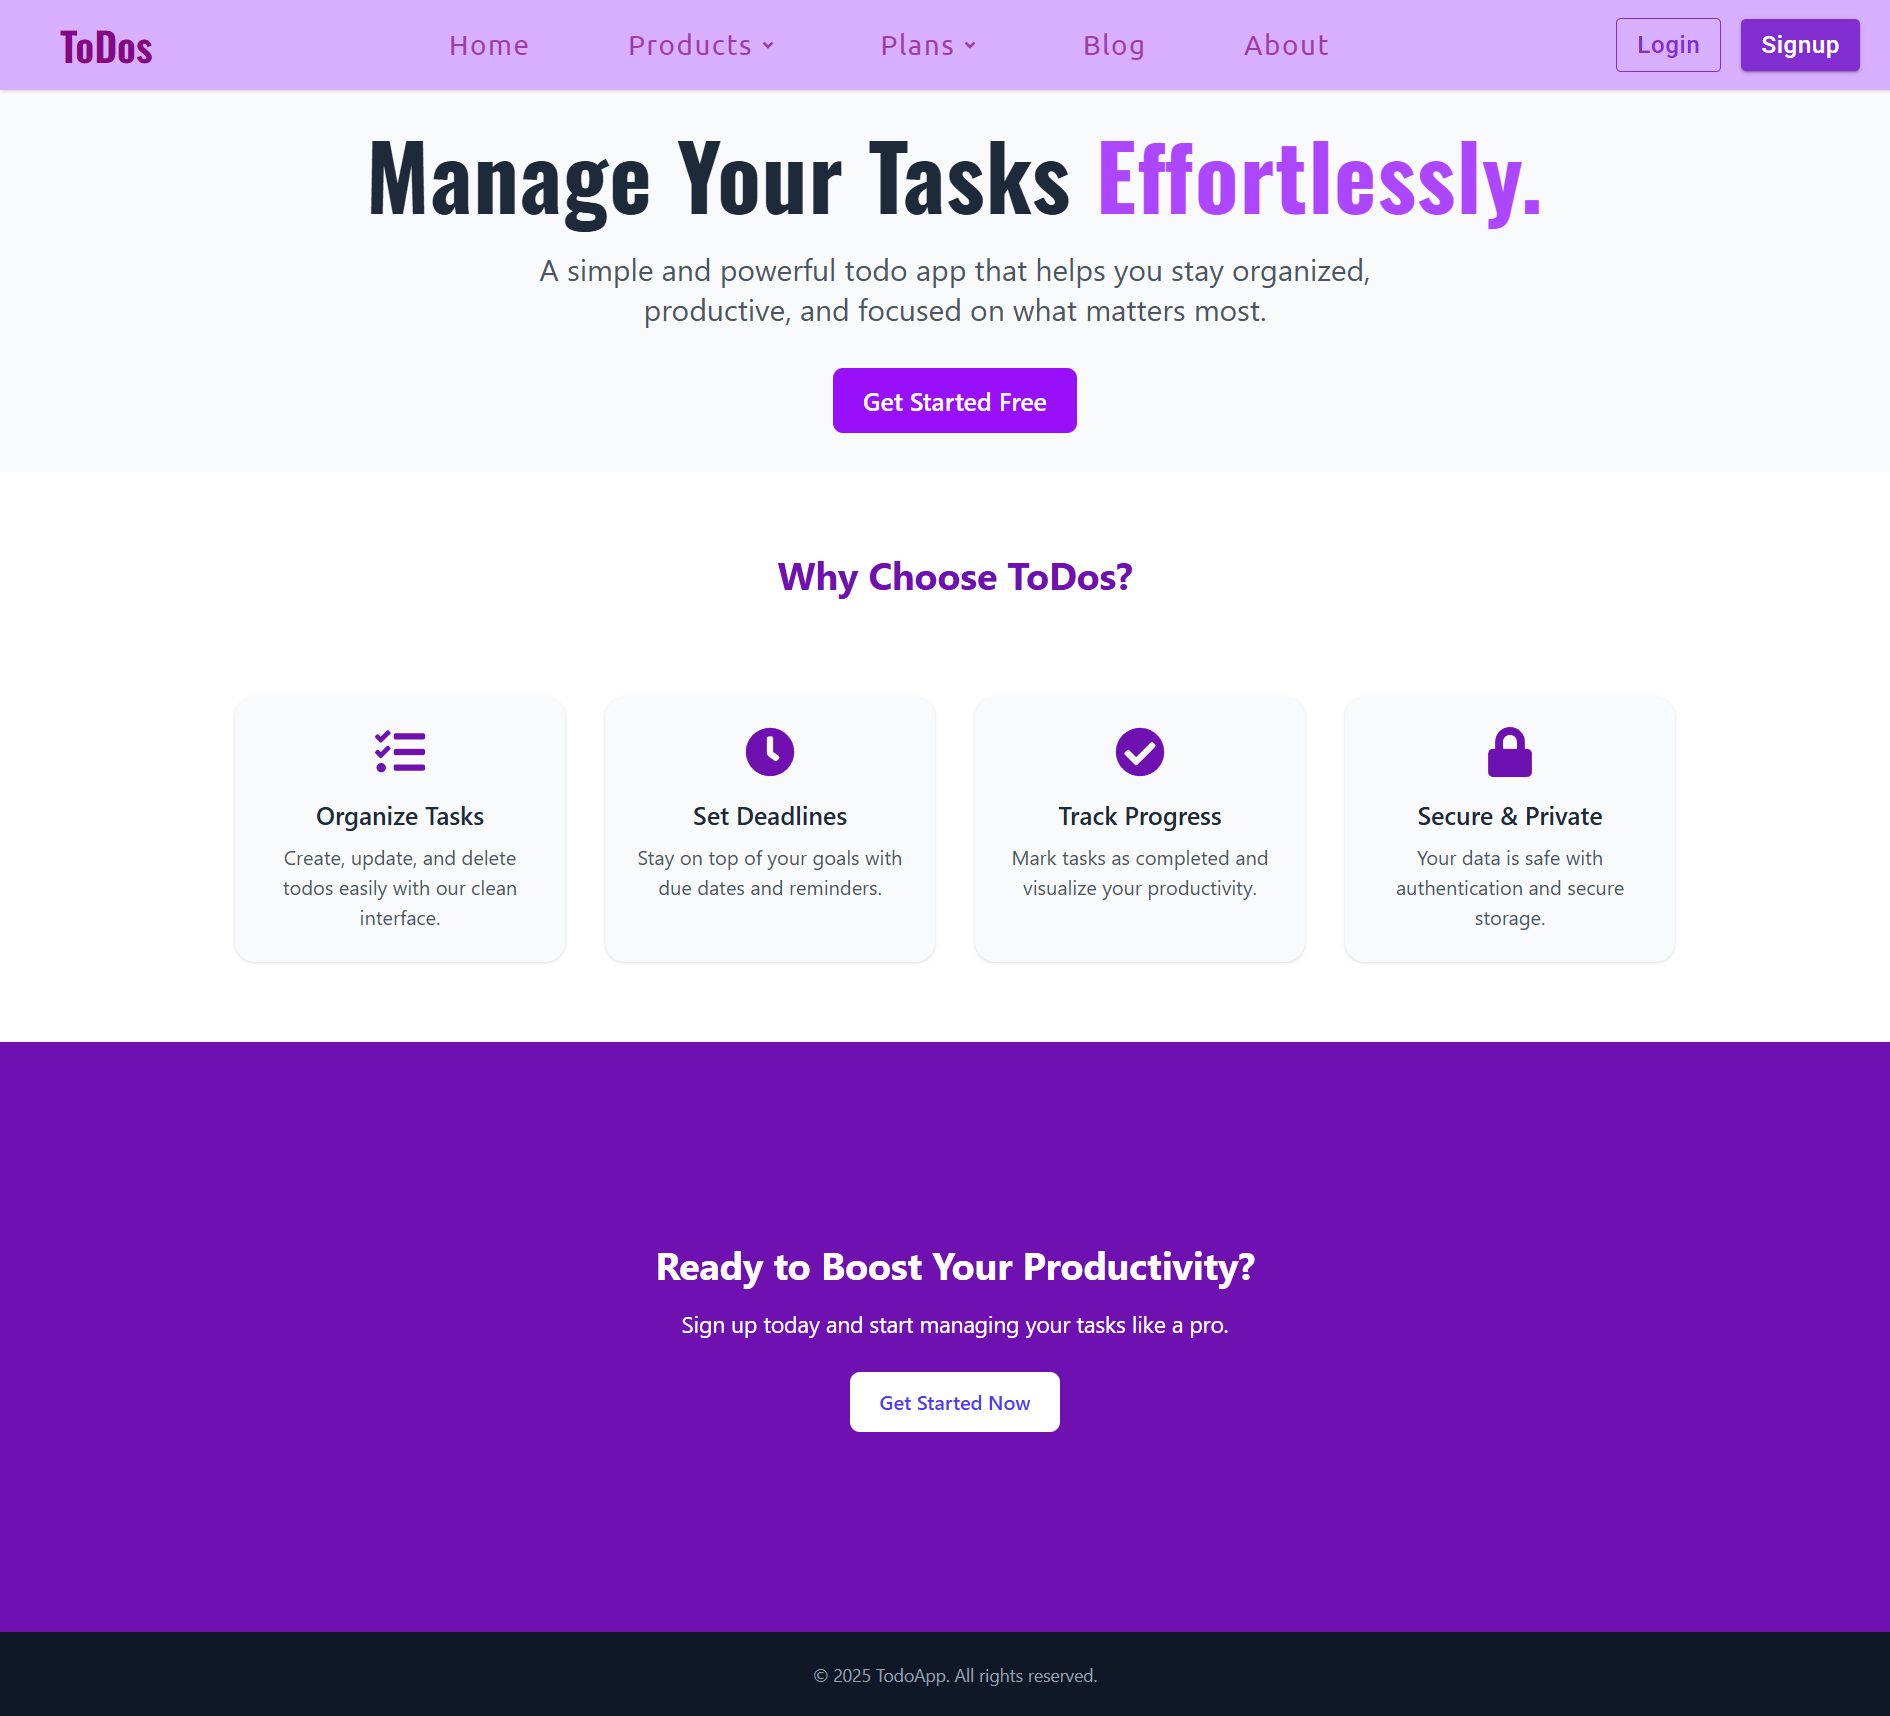 ToDos
Home Products Plans Blog About
Login Signup
Manage Your Tasks Effortlessly.
A simple and powerful todo app that helps you stay organized,
productive, and focused on what matters most.
Get Started Free
Why Choose ToDos?
Organize Tasks
Create, update, and delete
todos easily with our clean
interface.
Set Deadlines
Stay on top of your goals with
due dates and reminders.
Track Progress
Mark tasks as completed and
visualize your productivity.
Secure & Private
Your data is safe with
authentication and secure
storage.
Ready to Boost Your Productivity?
Sign up today and start managing your tasks like a pro.
Get Started Now
© 2025 TodoApp. All rights reserved.